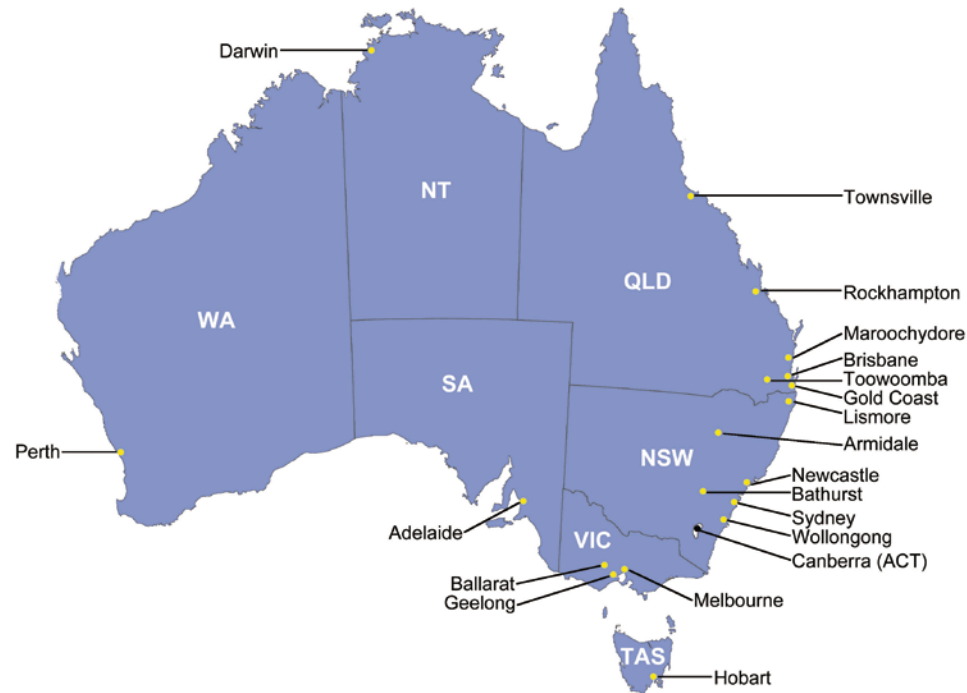 Darwin
NT
Townsville
QLD
Rockhampton
WA
Maroochydore
Brisbane
SA
Toowoomba
Gold Coast
Lismore
Armidale
Perth
NSW
Newcastle
Bathurst
Sydney
Adelaide
Wollongong
VIC
Canberra (ACT)
Ballarat
Geelong
Melbourne
TAS
Hobart